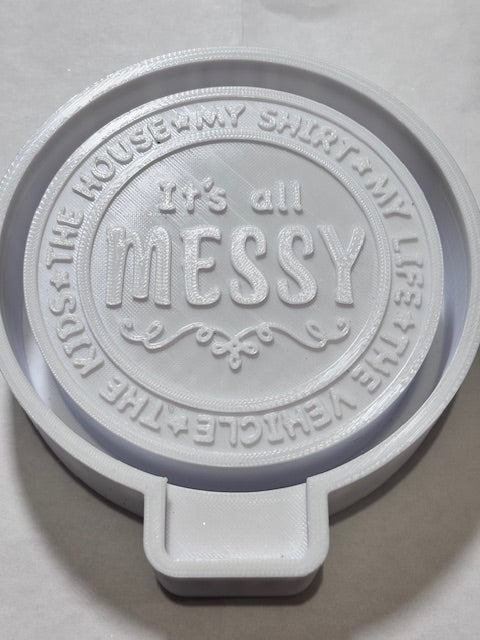 It's all
MESSY
THE KIDS★THE HOUSE★MY SHIRT★MY LIFE★THE VEHICLE★